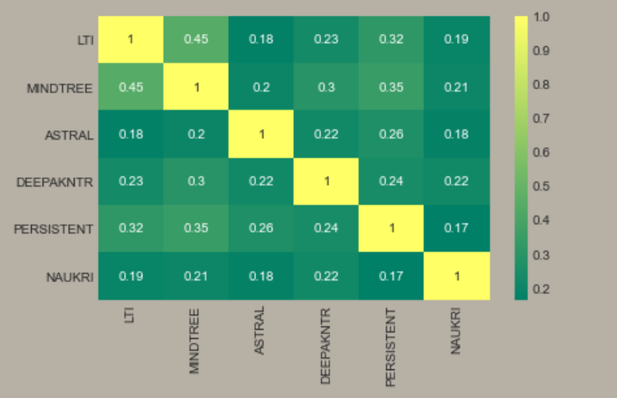 LTI 1 0.45 0.18 0.23 0.32 0.19
MINDTREE 0.45 1 0.2 0.3 0.35 0.21
ASTRAL 0.18 0.2 1 0.22 0.26 0.18
DEEPAKNTR 0.23 0.3 0.22 1 0.24 0.22
PERSISTENT 0.32 0.35 0.26 0.24 1 0.17
NAUKRI 0.19 0.21 0.18 0.22 0.17 1
LTI MINDTREE ASTRAL DEEPAKNTR PERSISTENT NAUKRI
1.0
0.9
0.8
0.7
0.6
0.5
0.4
0.3
0.2